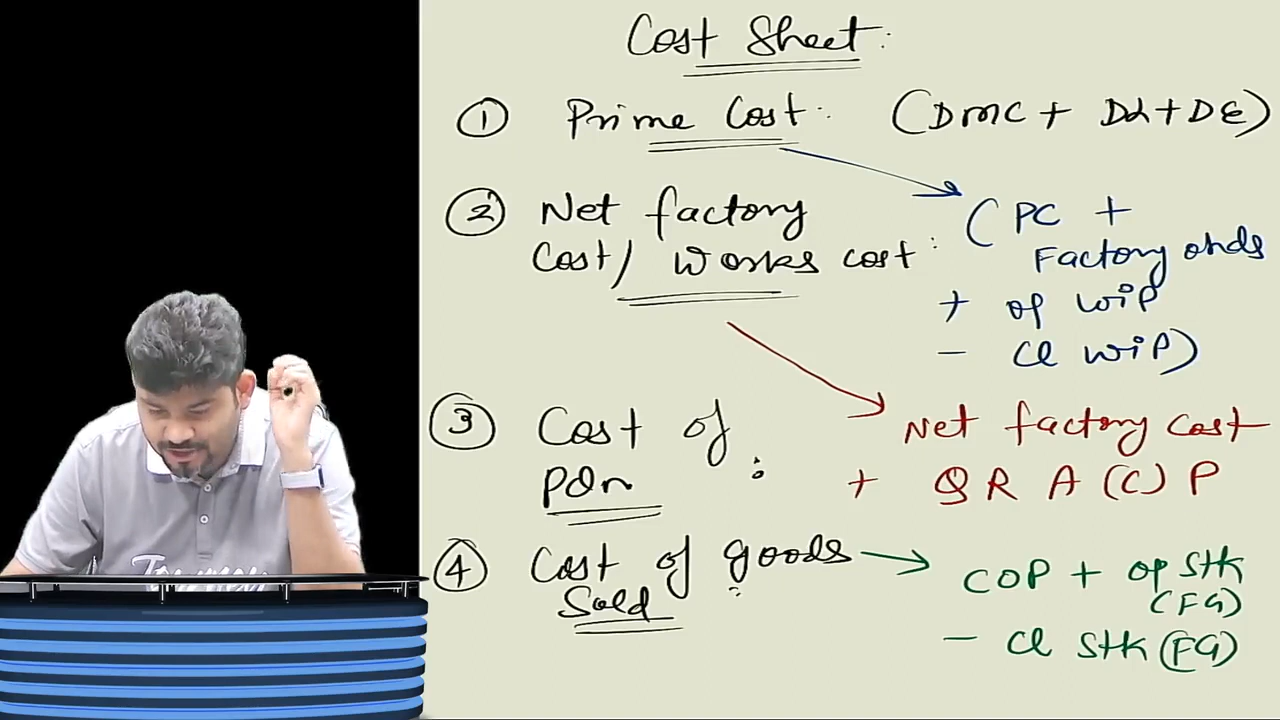 Cost Sheet:
① Prime Cost: (DMC + DL + DE)
② Net factory
Cost / Works cost: ( PC +
Factory ohds
+ op WiP
- Cl WiP)
③ Cost of
Pdn : Net factory Cost
+ Q R A (C) P
④ Cost of goods
Sold : → COP + Op Stk
(FG)
- Cl Stk (FG)